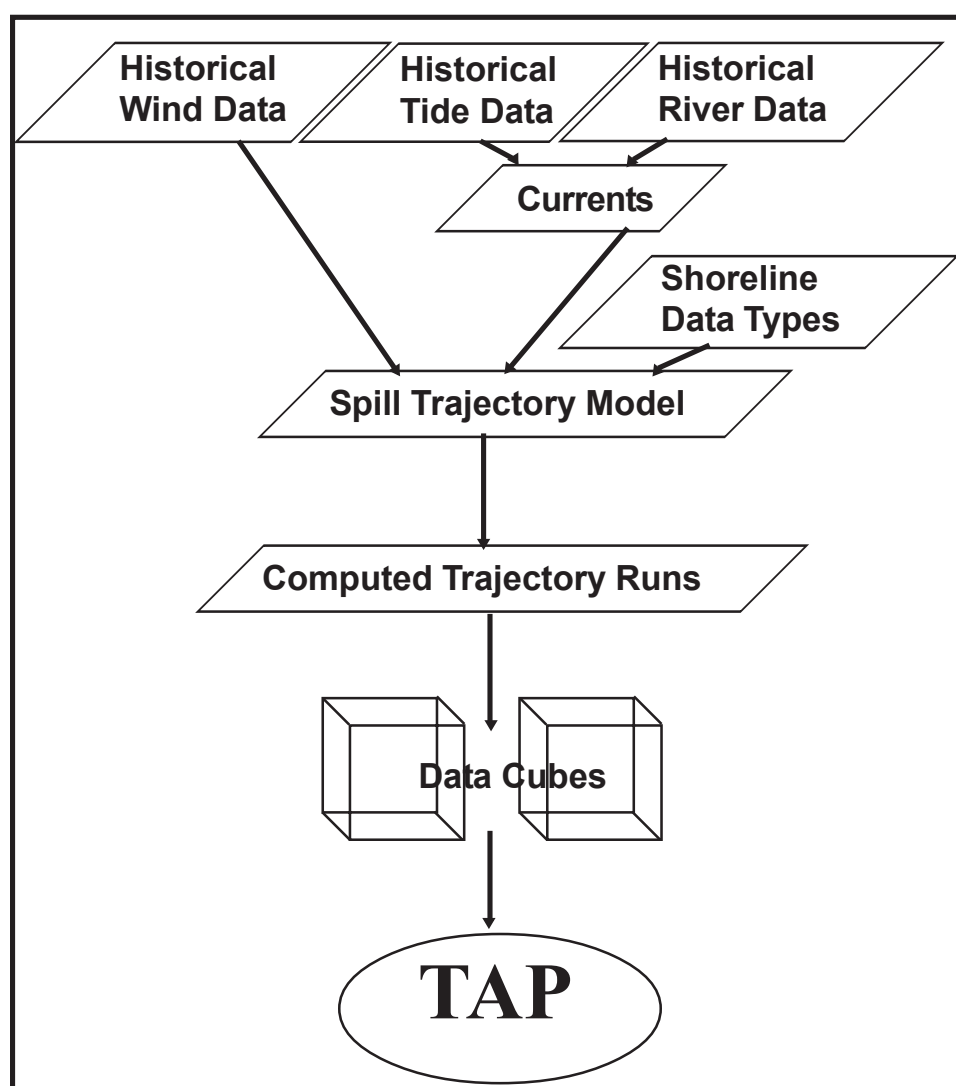 Historical
Wind Data
Historical
Tide Data
Historical
River Data
Currents
Shoreline
Data Types
Spill Trajectory Model
Computed Trajectory Runs
Data Cubes
TAP